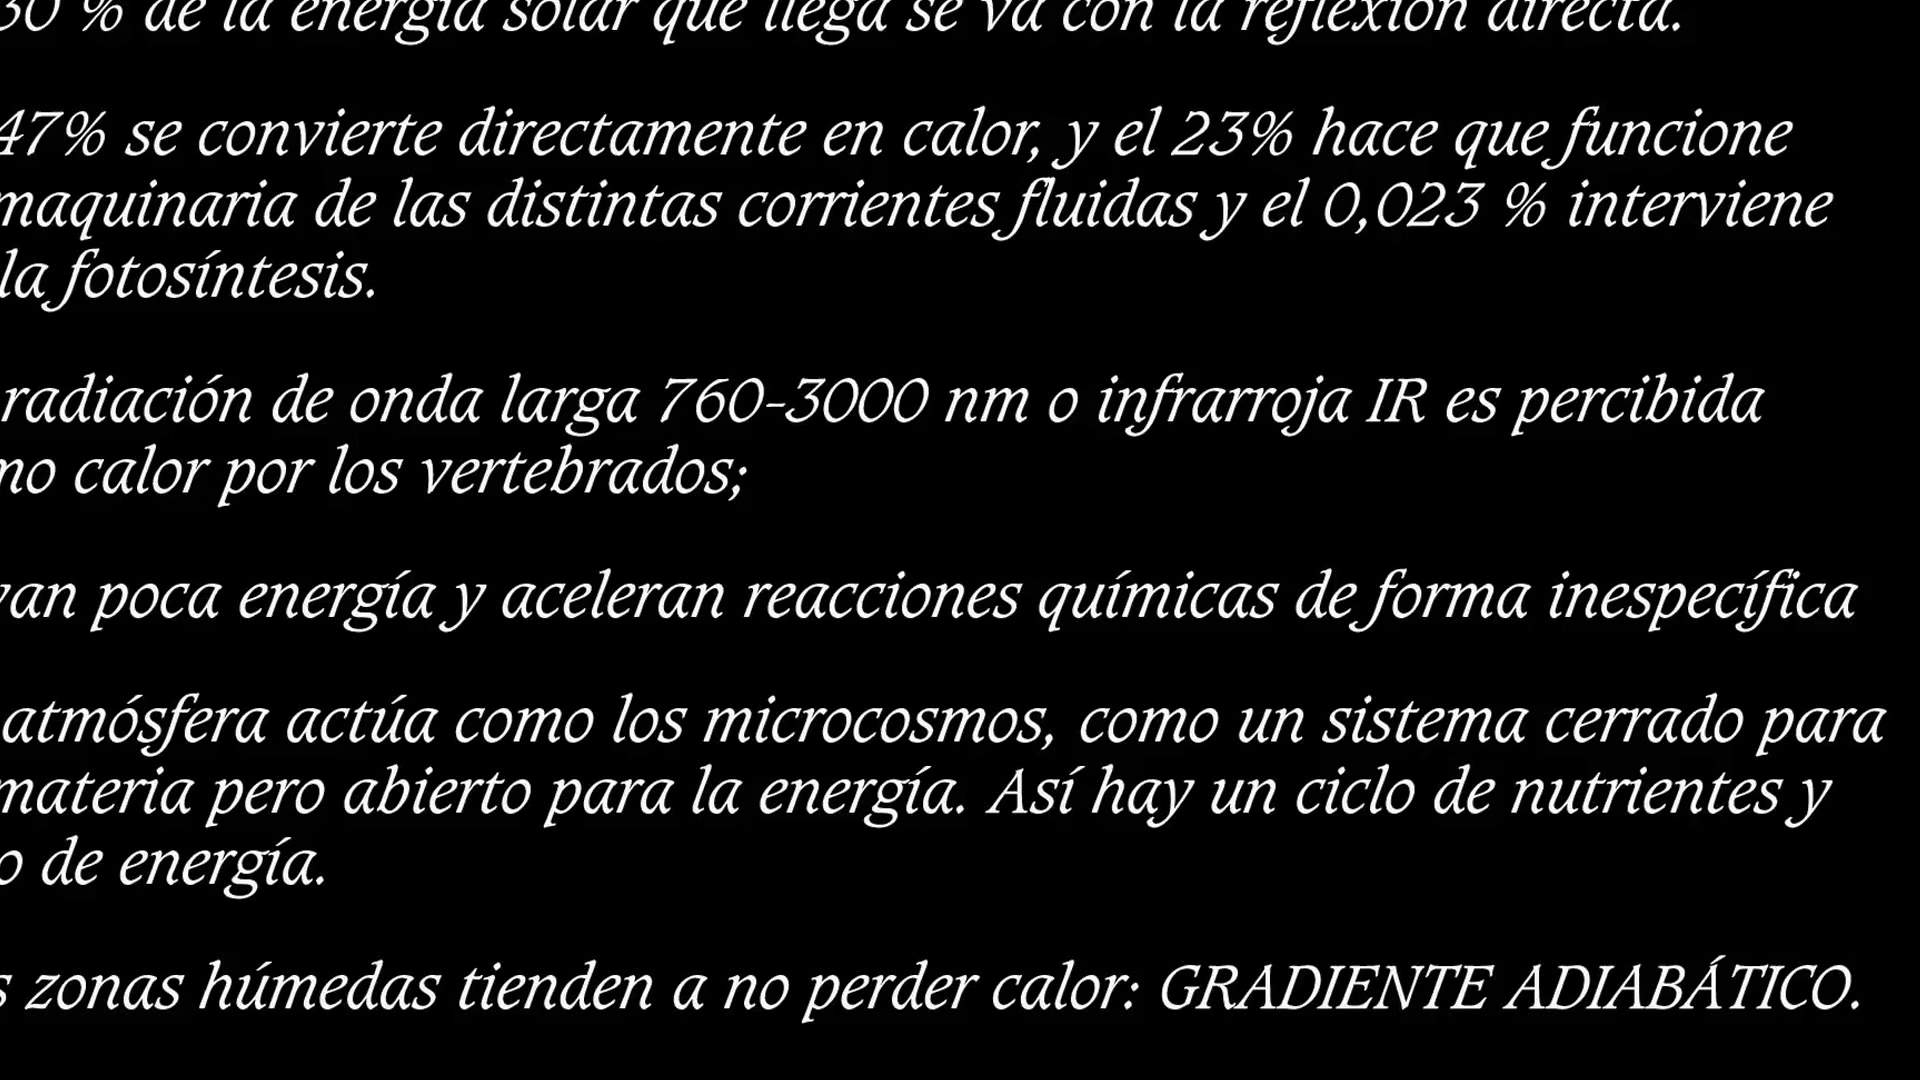 30 % de la energía solar que llega se va con la reflexión directa.
47% se convierte directamente en calor, y el 23% hace que funcione
maquinaria de las distintas corrientes fluidas y el 0,023 % interviene
la fotosíntesis.
radiación de onda larga 760-3000 nm o infrarroja IR es percibida
calor por los vertebrados;
poca energía y aceleran reacciones químicas de forma inespecífica
atmósfera actúa como los microcosmos, como un sistema cerrado para
materia pero abierto para la energía. Así hay un ciclo de nutrientes y
de energía.
zonas húmedas tienden a no perder calor: GRADIENTE ADIABÁTICO.